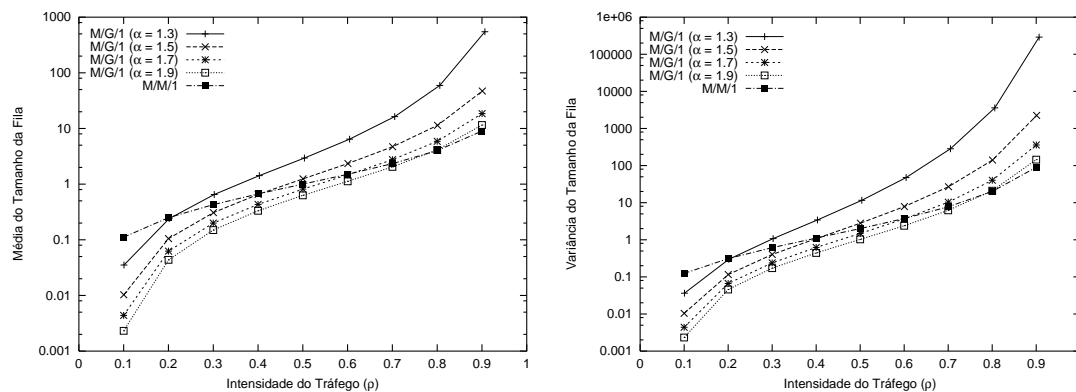 1000
100
10
1
0.1
0.01
0.001
Média do Tamanho da Fila
M/G/1 (α = 1.3)
M/G/1 (α = 1.5)
M/G/1 (α = 1.7)
M/G/1 (α = 1.9)
M/M/1
0.1 0.2 0.3 0.4 0.5 0.6 0.7 0.8 0.9 1
Intensidade do Tráfego (ρ)
1e+06
100000
10000
1000
100
10
1
0.1
0.01
0.001
Variância do Tamanho da Fila
M/G/1 (α = 1.3)
M/G/1 (α = 1.5)
M/G/1 (α = 1.7)
M/G/1 (α = 1.9)
M/M/1
0.1 0.2 0.3 0.4 0.5 0.6 0.7 0.8 0.9
Intensidade do Tráfego (ρ)